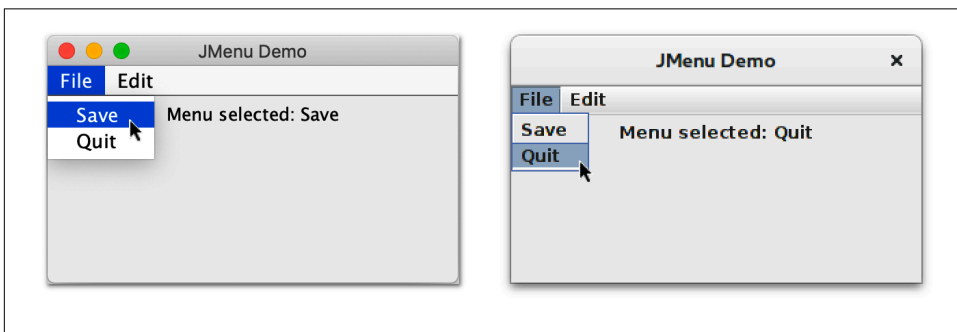 JMenu Demo
File Edit
Save
Menu selected: Save
Quit
JMenu Demo
File Edit
Save
Menu selected: Quit
Quit